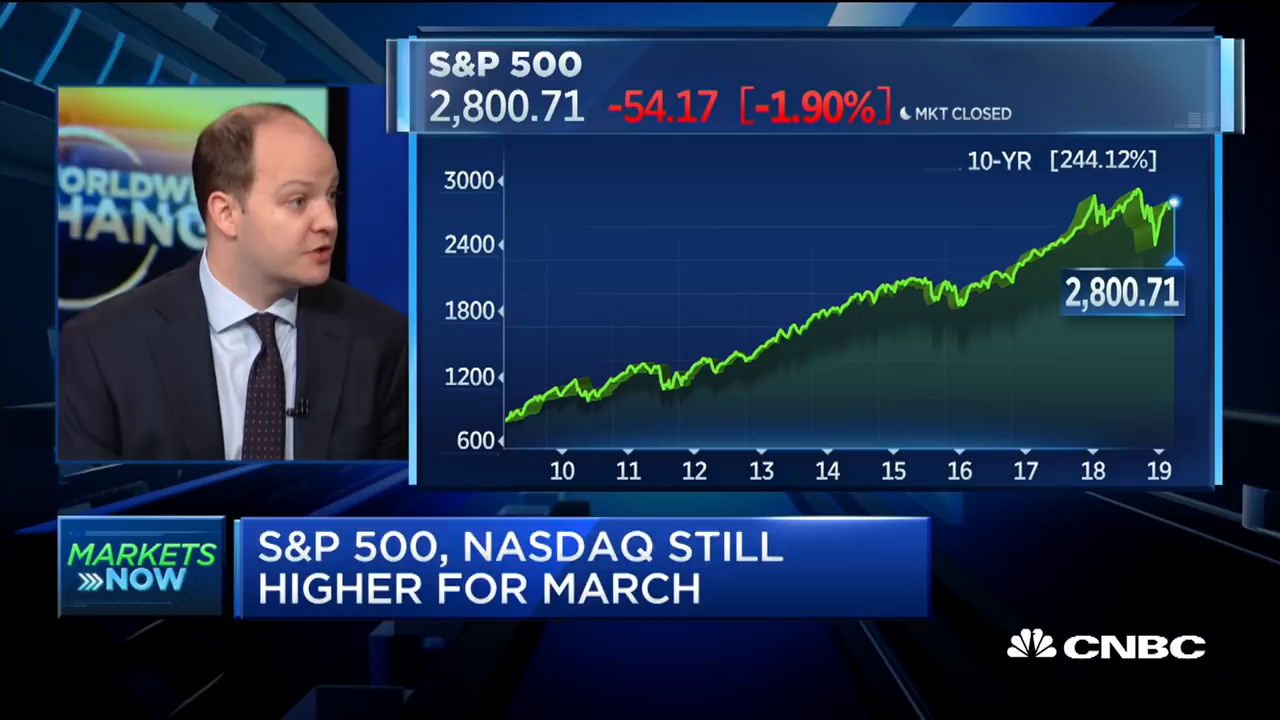 S&P 500
2,800.71 -54.17 [-1.90%] MKT CLOSED
10-YR [244.12%]
3000
2400
1800
1200
600
2,800.71
10 11 12 13 14 15 16 17 18 19
MARKETS
NOW
S&P 500, NASDAQ STILL
HIGHER FOR MARCH
CNBC